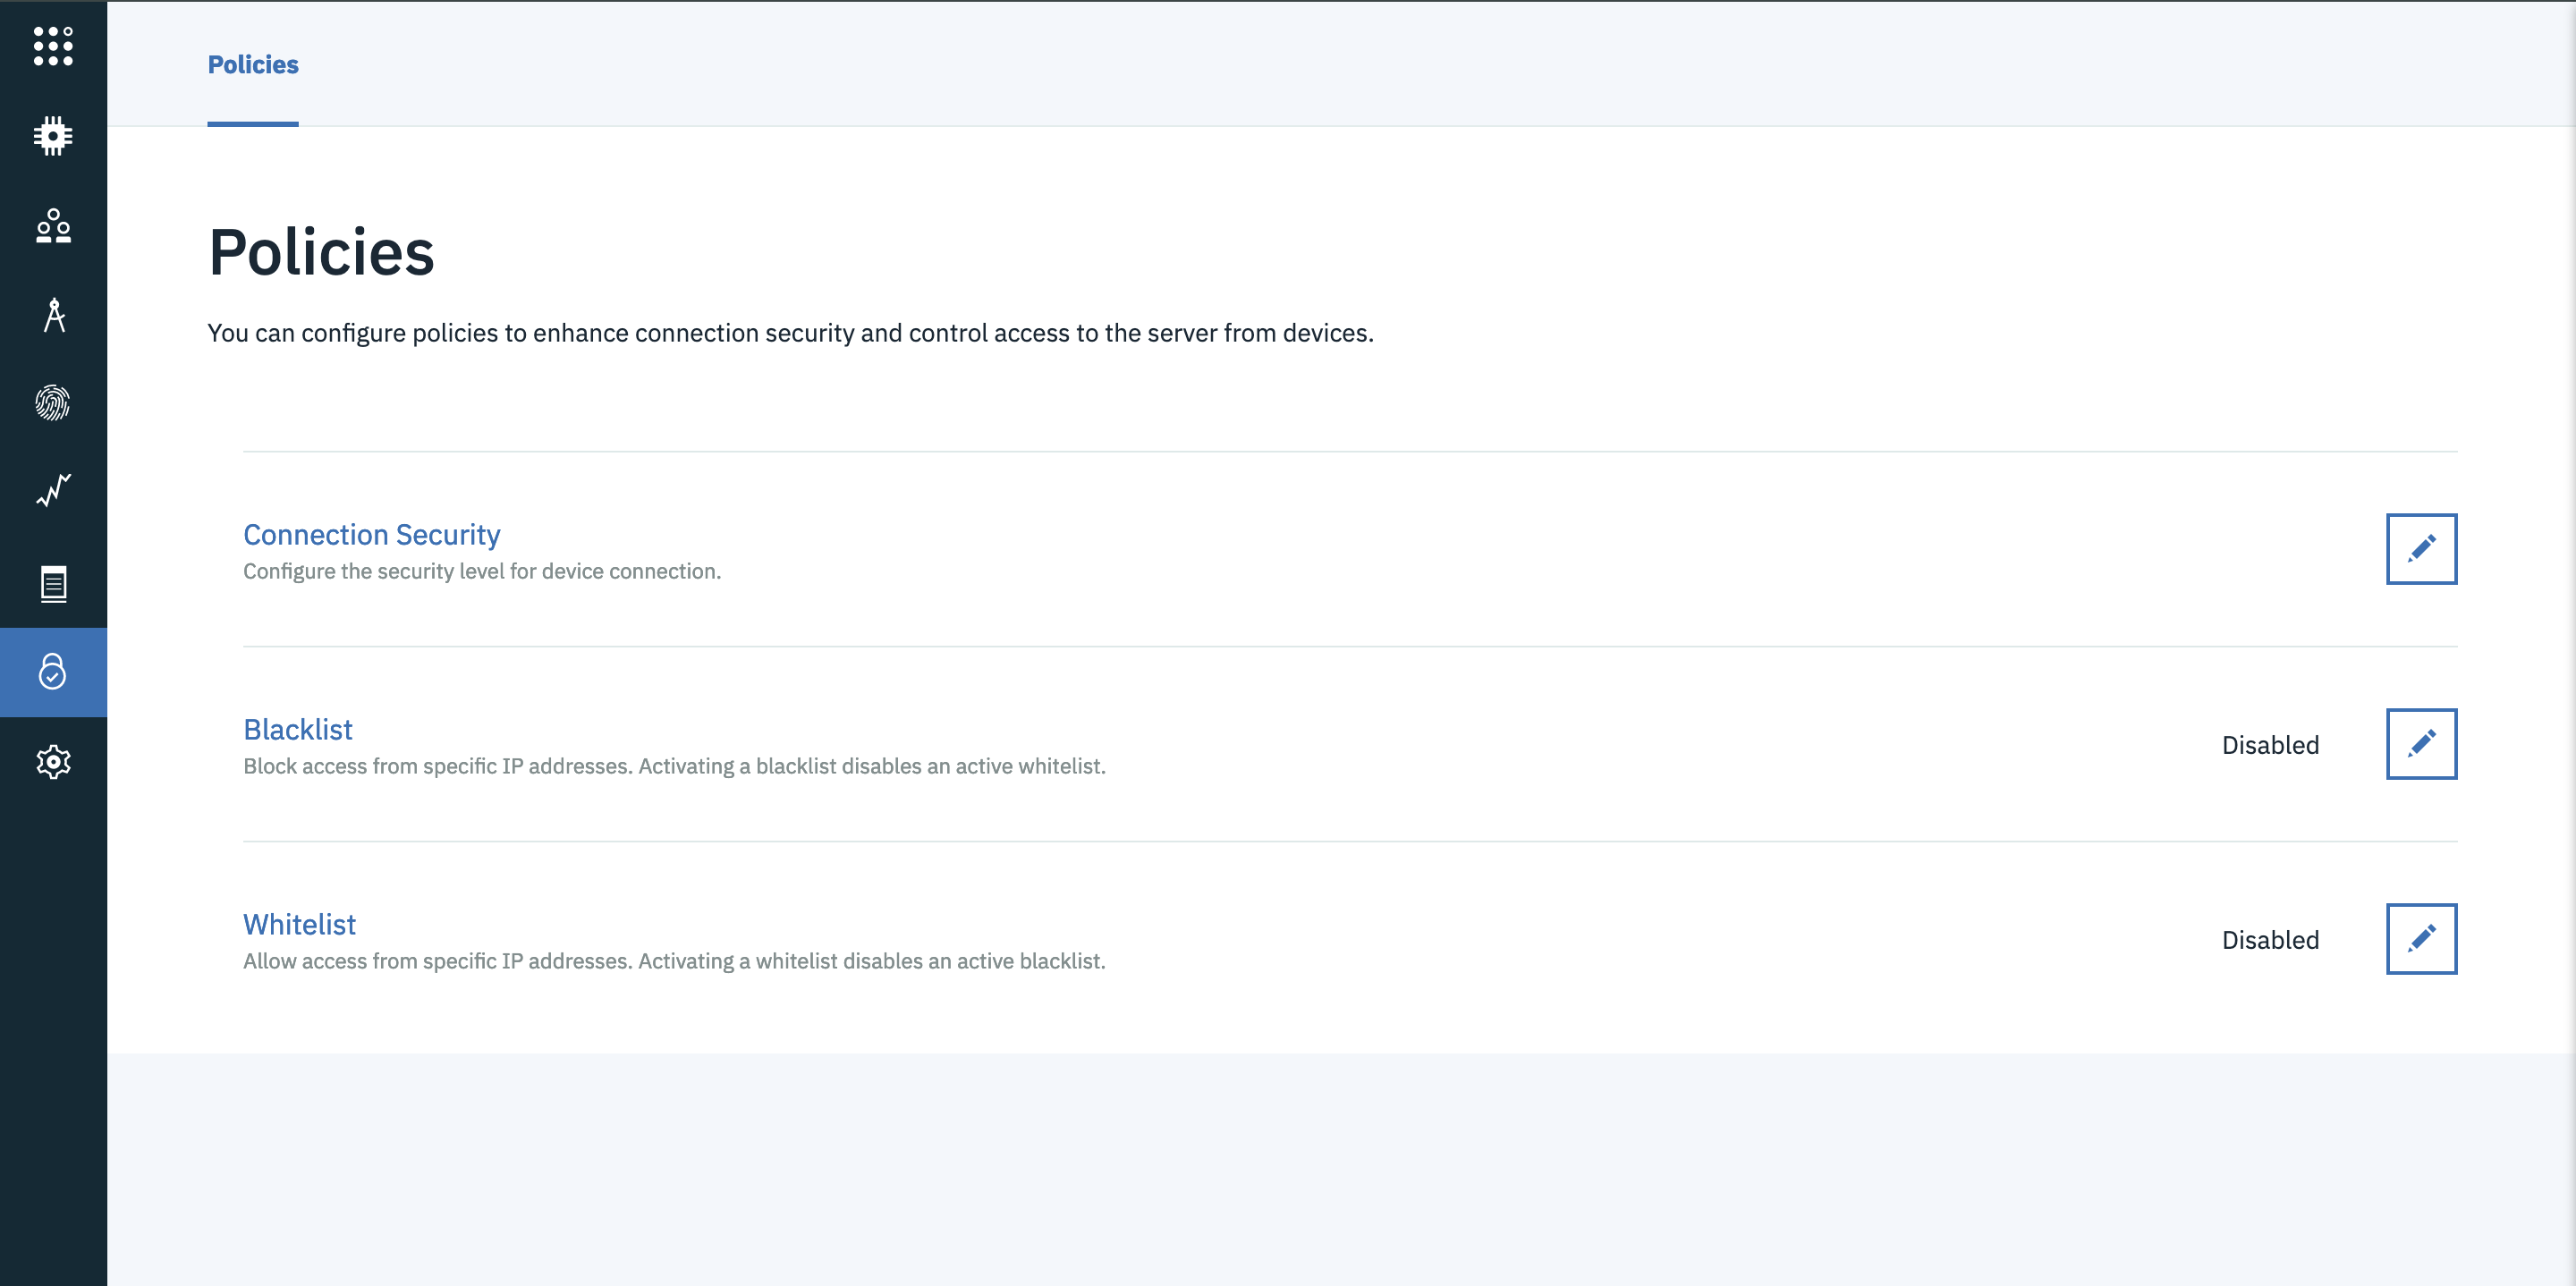 Policies
Policies
You can configure policies to enhance connection security and control access to the server from devices.
Connection Security
Configure the security level for device connection.
Blacklist
Block access from specific IP addresses. Activating a blacklist disables an active whitelist.
Disabled
Whitelist
Allow access from specific IP addresses. Activating a whitelist disables an active blacklist.
Disabled